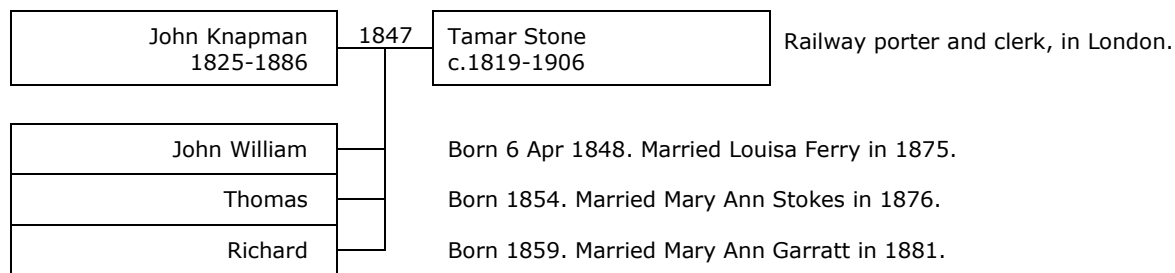 John Knapman
1825-1886
1847
Tamar Stone
c.1819-1906
Railway porter and clerk, in London.
John William
Born 6 Apr 1848. Married Louisa Ferry in 1875.
Thomas
Born 1854. Married Mary Ann Stokes in 1876.
Richard
Born 1859. Married Mary Ann Garratt in 1881.